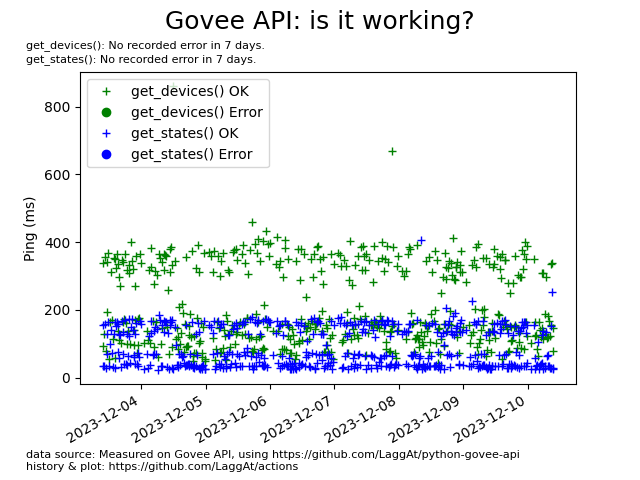 Govee API: is it working?
get_devices(): No recorded error in 7 days.
get_states(): No recorded error in 7 days.
get_devices() OK
get_devices() Error
get_states() OK
get_states() Error
Ping (ms)
800
600
400
200
0
2023-12-04
2023-12-05
2023-12-06
2023-12-07
2023-12-08
2023-12-09
2023-12-10
data source: Measured on Govee API, using https://github.com/LaggAt/python-govee-api
history & plot: https://github.com/LaggAt/actions